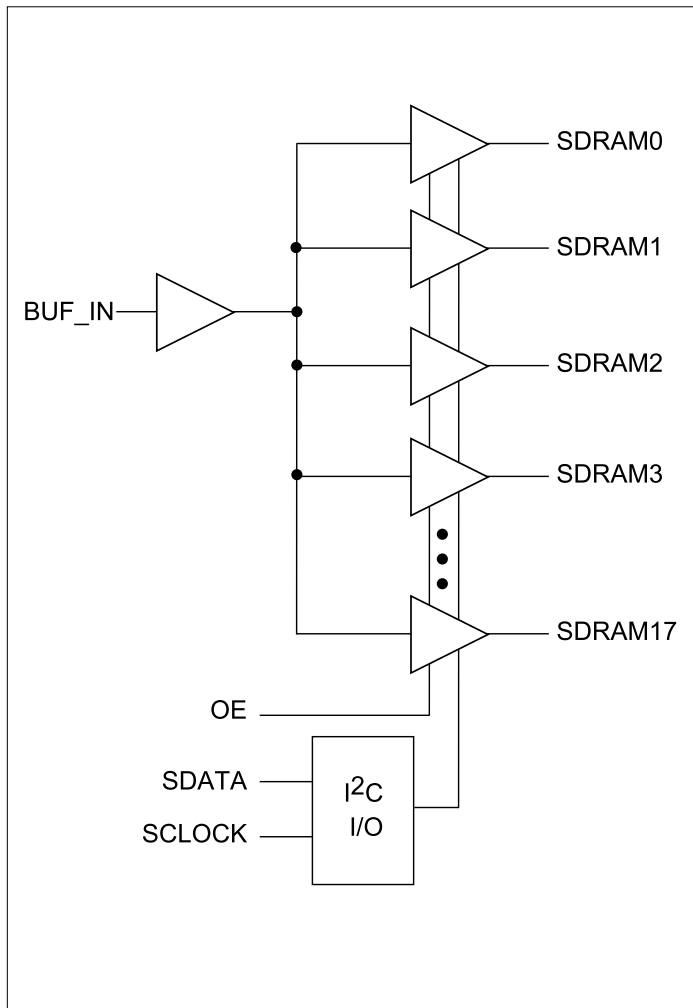 SDRAM0
SDRAM1
BUF_IN
SDRAM2
SDRAM3
SDRAM17
OE
SDATA
SCLOCK
I²C
I/O